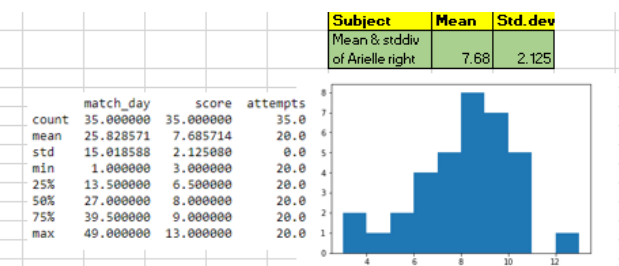 Subject Mean Std.dev
Mean & stddiv
of Arielle right 7.68 2.125
match_day score attempts
count 35.000000 35.000000 35.0
mean 25.828571 7.685714 20.0
std 15.018588 2.125080 0.0
min 1.000000 3.000000 20.0
25% 13.500000 6.500000 20.0
50% 27.000000 8.000000 20.0
75% 39.500000 9.000000 20.0
max 49.000000 13.000000 20.0
8
7
6
5
4
3
2
1
0
4 6 8 10 12